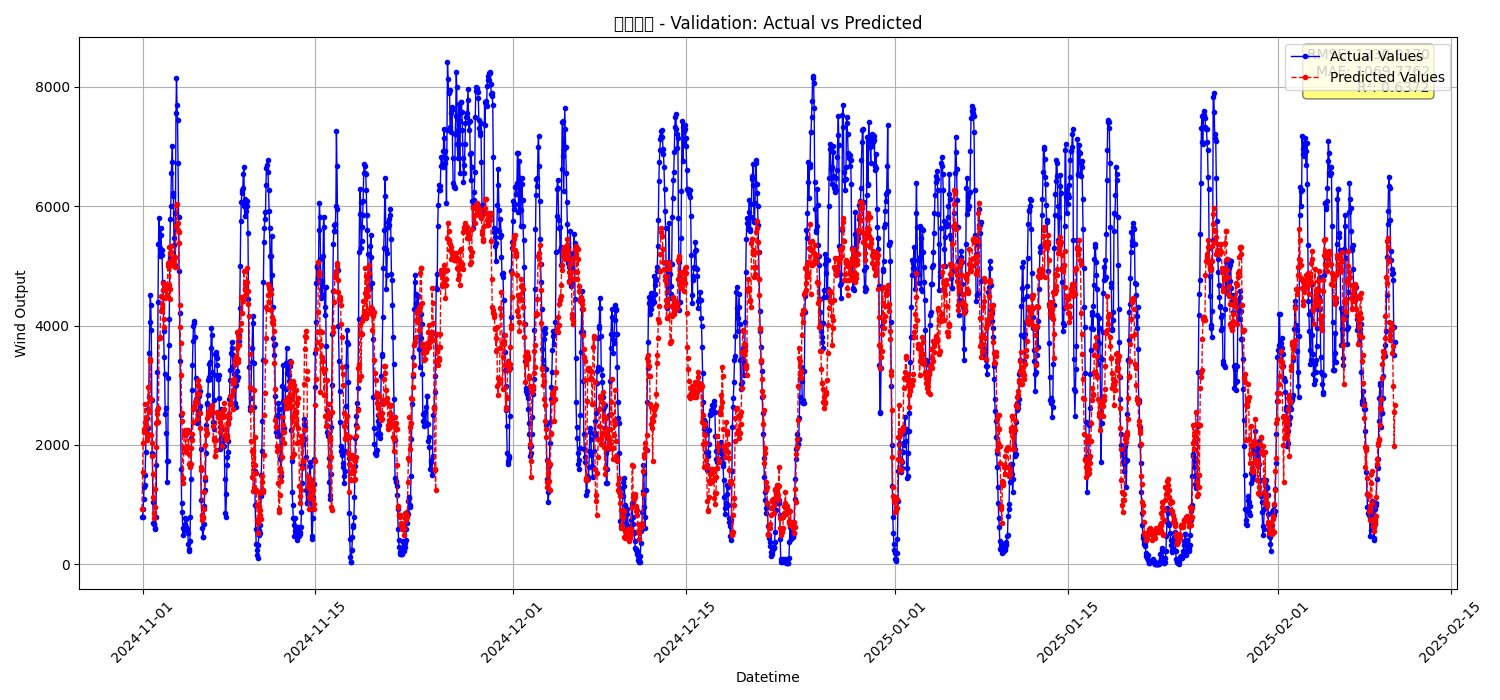 - Validation: Actual vs Predicted
Actual Values
Predicted Values
R²: 0.6372
Wind Output
8000
6000
4000
2000
0
2024-11-01
2024-11-15
2024-12-01
2024-12-15
2025-01-01
2025-01-15
2025-02-01
2025-02-15
Datetime